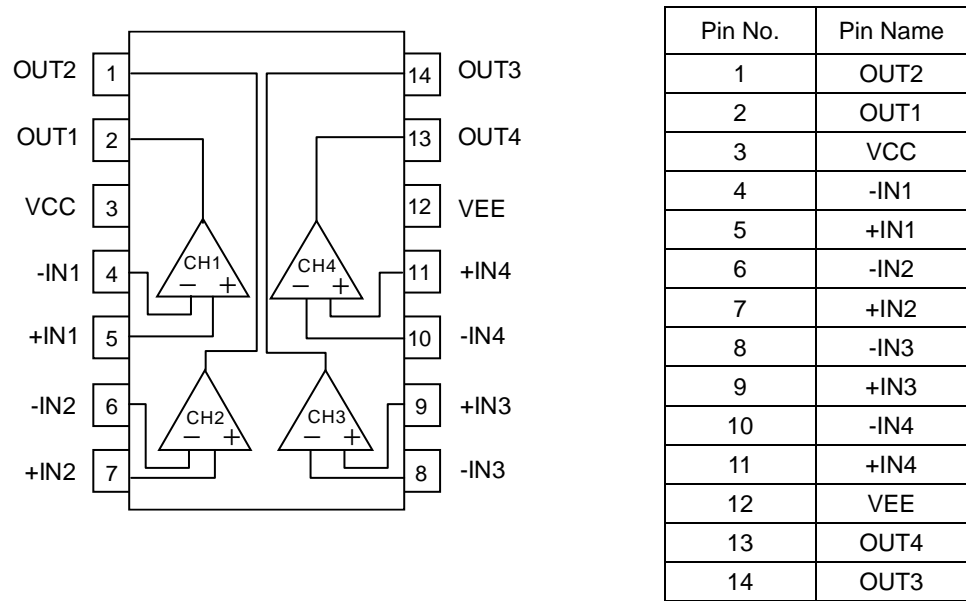 OUT2 1 14 OUT3
OUT1 2 13 OUT4
VCC 3 12 VEE
-IN1 4 CH1 CH4 11 +IN4
− + − +
+IN1 5 10 -IN4
-IN2 6 CH2 CH3 9 +IN3
− + − +
+IN2 7 8 -IN3
Pin No. Pin Name
1 OUT2
2 OUT1
3 VCC
4 -IN1
5 +IN1
6 -IN2
7 +IN2
8 -IN3
9 +IN3
10 -IN4
11 +IN4
12 VEE
13 OUT4
14 OUT3